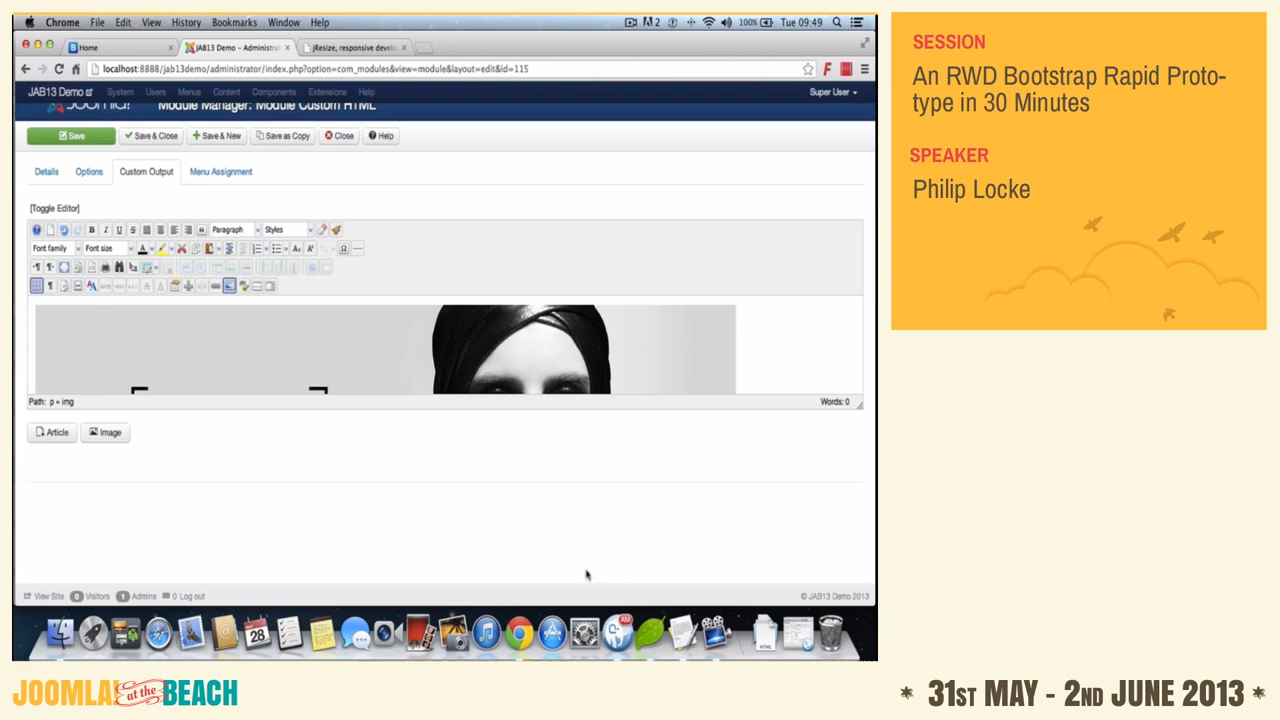 Chrome File Edit View History Bookmarks Window Help 2 100% Tue 09:49
Home JAB13 Demo - Administrat jResize, responsive develo
localhost:8888/jab13demo/administrator/index.php?option=com_modules&view=module&layout=edit&id=115
JAB13 Demo System Users Menus Content Components Extensions Help Super User
Joomla! Module Manager: Module Custom HTML
Save Save & Close Save & New Save as Copy Close Help
Details Options Custom Output Menu Assignment
[Toggle Editor]
B I U S Paragraph Styles
Font family Font size
Path: p » img Words: 0
Article Image
View Site 0 Visitors 1 Admins 0 Log out © JAB13 Demo 2013
28
HTML
SESSION
An RWD Bootstrap Rapid Proto-
type in 30 Minutes
SPEAKER
Philip Locke
JOOMLA! at the BEACH
* 31ST MAY - 2ND JUNE 2013 *